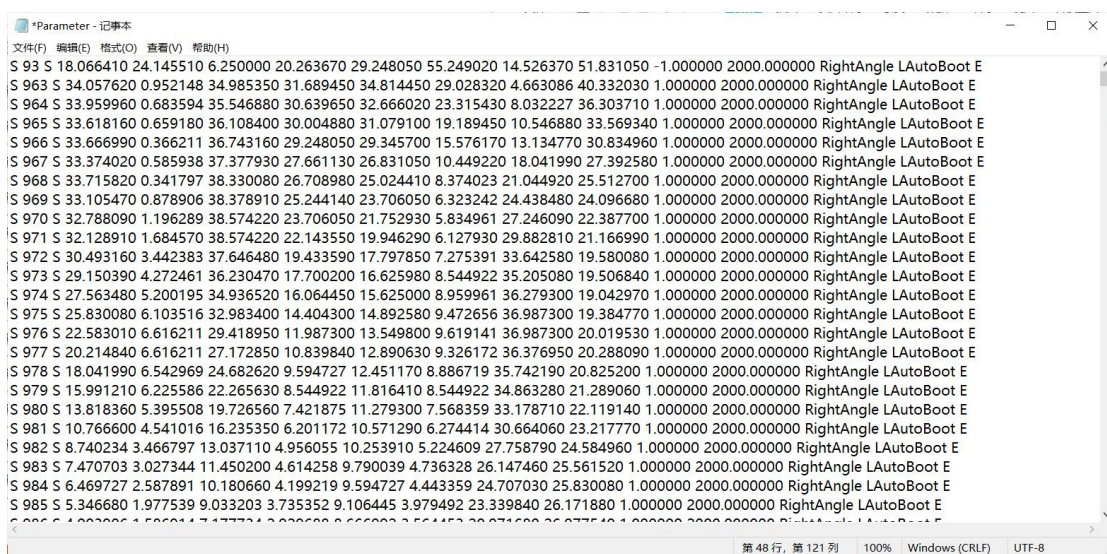 *Parameter - 记事本
文件(F) 编辑(E) 格式(O) 查看(V) 帮助(H)
S 93 S 18.066410 24.145510 6.250000 20.263670 29.248050 55.249020 14.526370 51.831050 -1.000000 2000.000000 RightAngle LAutoBoot E
S 963 S 34.057620 0.952148 34.985350 31.689450 34.814450 29.028320 4.663086 40.332030 1.000000 2000.000000 RightAngle LAutoBoot E
S 964 S 33.959960 0.683594 35.546880 30.639650 32.666020 23.315430 8.032227 36.303710 1.000000 2000.000000 RightAngle LAutoBoot E
S 965 S 33.618160 0.659180 36.108400 30.004880 31.079100 19.189450 10.546880 33.569340 1.000000 2000.000000 RightAngle LAutoBoot E
S 966 S 33.666990 0.366211 36.743160 29.248050 29.345700 15.576170 13.134770 30.834960 1.000000 2000.000000 RightAngle LAutoBoot E
S 967 S 33.374020 0.585938 37.377930 27.661130 26.831050 10.449220 18.041990 27.392580 1.000000 2000.000000 RightAngle LAutoBoot E
S 968 S 33.715820 0.341797 38.330080 26.708980 25.024410 8.374023 21.044920 25.512700 1.000000 2000.000000 RightAngle LAutoBoot E
S 969 S 33.105470 0.878906 38.378910 25.244140 23.706050 6.323242 24.438480 24.096680 1.000000 2000.000000 RightAngle LAutoBoot E
S 970 S 32.788090 1.196289 38.574220 23.706050 21.752930 5.834961 27.246090 22.387700 1.000000 2000.000000 RightAngle LAutoBoot E
S 971 S 32.128910 1.684570 38.574220 22.143550 19.946290 6.127930 29.882810 21.166990 1.000000 2000.000000 RightAngle LAutoBoot E
S 972 S 30.493160 3.442383 37.646480 19.433590 17.797850 7.275391 33.642580 19.580080 1.000000 2000.000000 RightAngle LAutoBoot E
S 973 S 29.150390 4.272461 36.230470 17.700200 16.625980 8.544922 35.205080 19.506840 1.000000 2000.000000 RightAngle LAutoBoot E
S 974 S 27.563480 5.200195 34.936520 16.064450 15.625000 8.959961 36.279300 19.042970 1.000000 2000.000000 RightAngle LAutoBoot E
S 975 S 25.830080 6.103516 32.983400 14.404300 14.892580 9.472656 36.987300 19.384770 1.000000 2000.000000 RightAngle LAutoBoot E
S 976 S 22.583010 6.616211 29.418950 11.987300 13.549800 9.619141 36.987300 20.019530 1.000000 2000.000000 RightAngle LAutoBoot E
S 977 S 20.214840 6.616211 27.172850 10.839840 12.890630 9.326172 36.376950 20.288090 1.000000 2000.000000 RightAngle LAutoBoot E
S 978 S 18.041990 6.542969 24.682620 9.594727 12.451170 8.886719 35.742190 20.825200 1.000000 2000.000000 RightAngle LAutoBoot E
S 979 S 15.991210 6.225586 22.265630 8.544922 11.816410 8.544922 34.863280 21.289060 1.000000 2000.000000 RightAngle LAutoBoot E
S 980 S 13.818360 5.395508 19.726560 7.421875 11.279300 7.568359 33.178710 22.119140 1.000000 2000.000000 RightAngle LAutoBoot E
S 981 S 10.766600 4.541016 16.235350 6.201172 10.571290 6.274414 30.664060 23.217770 1.000000 2000.000000 RightAngle LAutoBoot E
S 982 S 8.740234 3.466797 13.037110 4.956055 10.253910 5.224609 27.758790 24.584960 1.000000 2000.000000 RightAngle LAutoBoot E
S 983 S 7.470703 3.027344 11.450200 4.614258 9.790039 4.736328 26.147460 25.561520 1.000000 2000.000000 RightAngle LAutoBoot E
S 984 S 6.469727 2.587891 10.180660 4.199219 9.594727 4.443359 24.707030 25.830080 1.000000 2000.000000 RightAngle LAutoBoot E
S 985 S 5.346680 1.977539 9.033203 3.735352 9.106445 3.979492 23.339840 26.171880 1.000000 2000.000000 RightAngle LAutoBoot E
第 48 行，第 121 列 100% Windows (CRLF) UTF-8